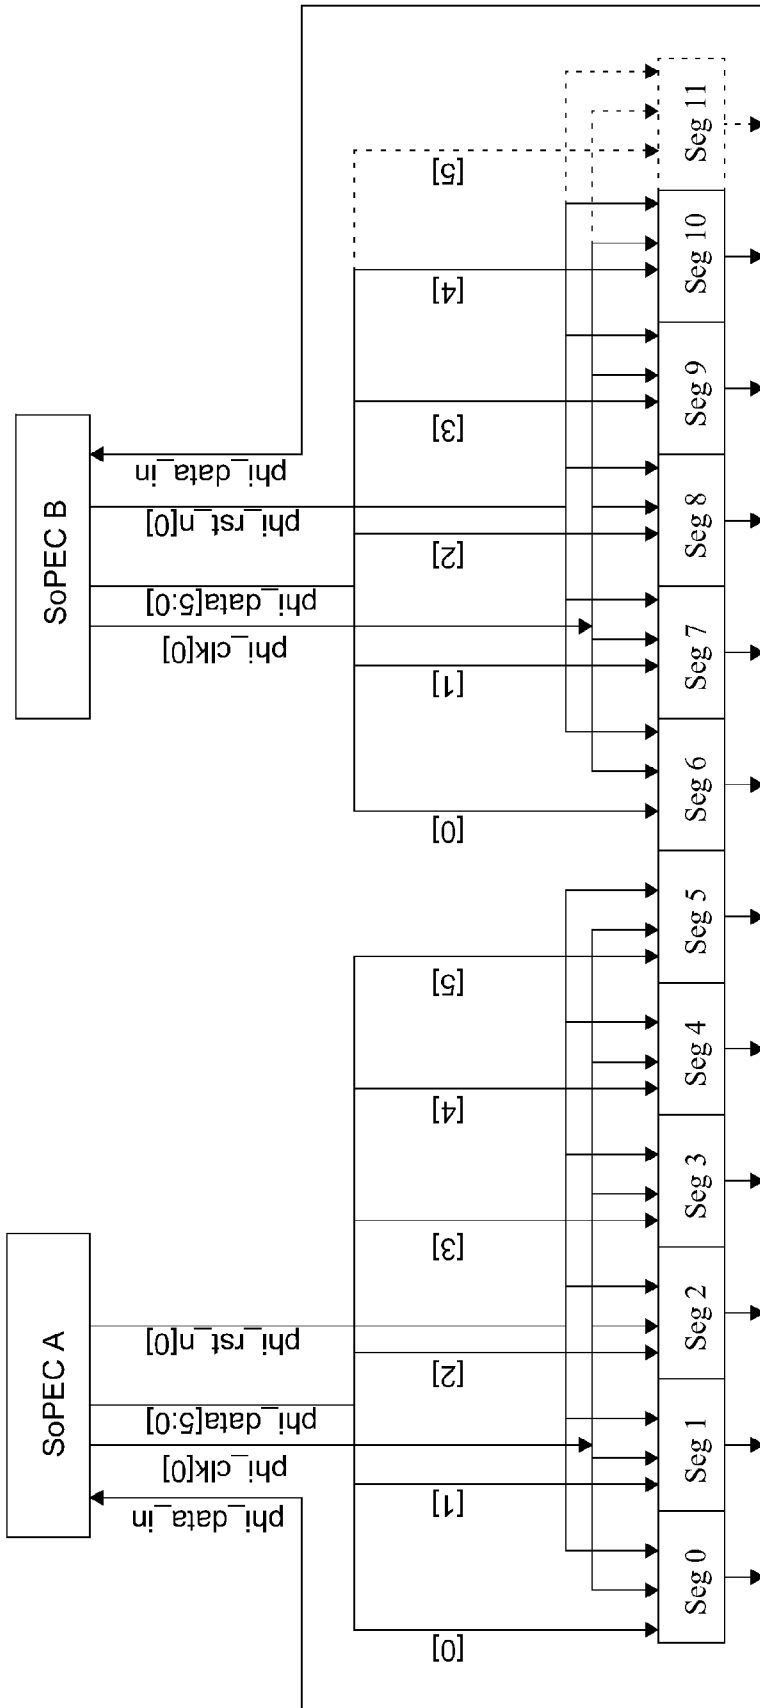 SoPEC A
phi_data_in
phi_clk[0]
phi_data[5:0]
phi_rst_n[0]
SoPEC B
phi_clk[0]
phi_data[5:0]
phi_rst_n[0]
phi_data_in
[0]
[1]
[2]
[3]
[4]
[5]
[0]
[1]
[2]
[3]
[4]
[5]
Seg 0
Seg 1
Seg 2
Seg 3
Seg 4
Seg 5
Seg 6
Seg 7
Seg 8
Seg 9
Seg 10
Seg 11